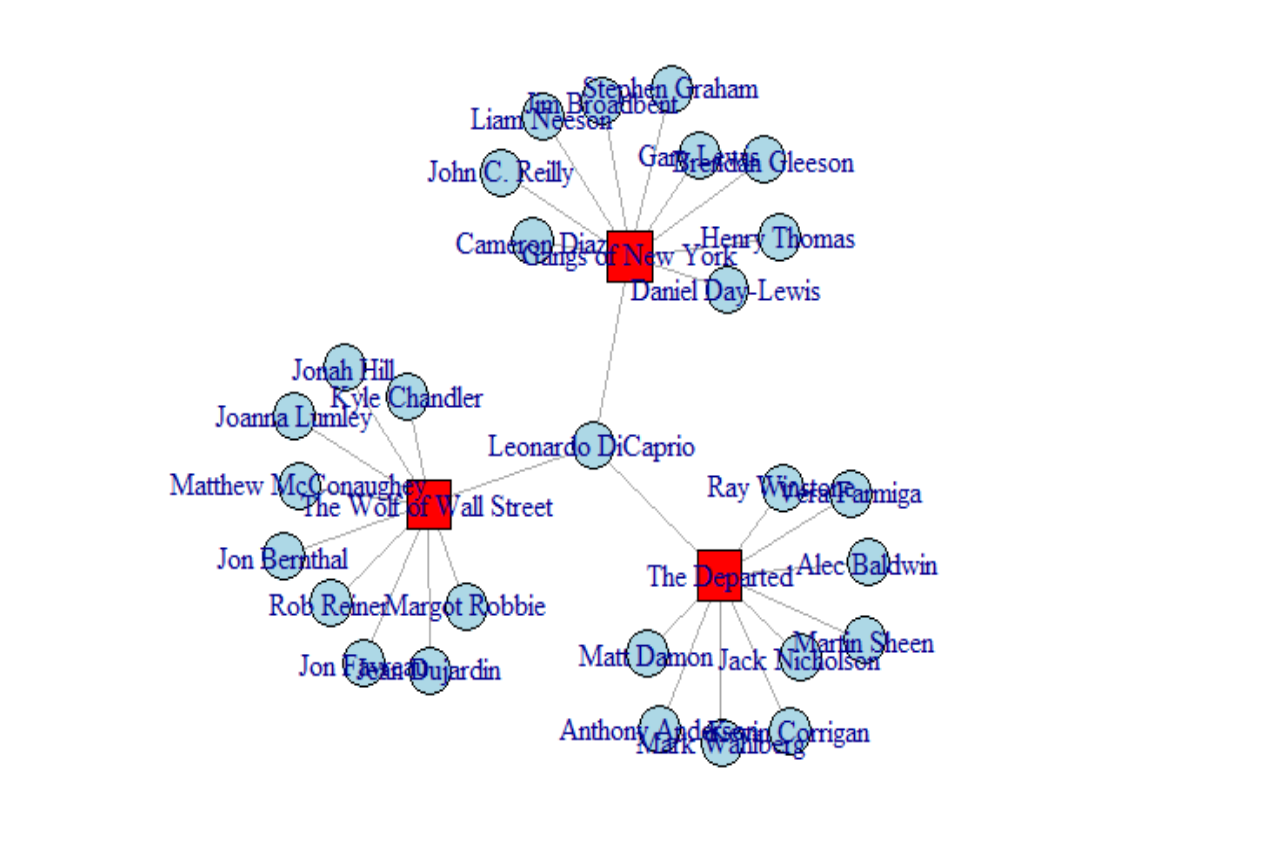 Stephen Graham
Jim Broadbent
Liam Neeson
Gary Lewis
Brendan Gleeson
John C. Reilly
Henry Thomas
Cameron Diaz
Gangs of New York
Daniel Day-Lewis
Jonah Hill
Kyle Chandler
Joanna Lumley
Leonardo DiCaprio
Matthew McConaughey
The Wolf of Wall Street
Ray Winstone
Vera Farmiga
Jon Bernthal
Alec Baldwin
The Departed
Rob Reiner
Margot Robbie
Martin Sheen
Matt Damon
Jack Nicholson
Jon Favreau
Jean Dujardin
Anthony Anderson
Kevin Corrigan
Mark Wahlberg